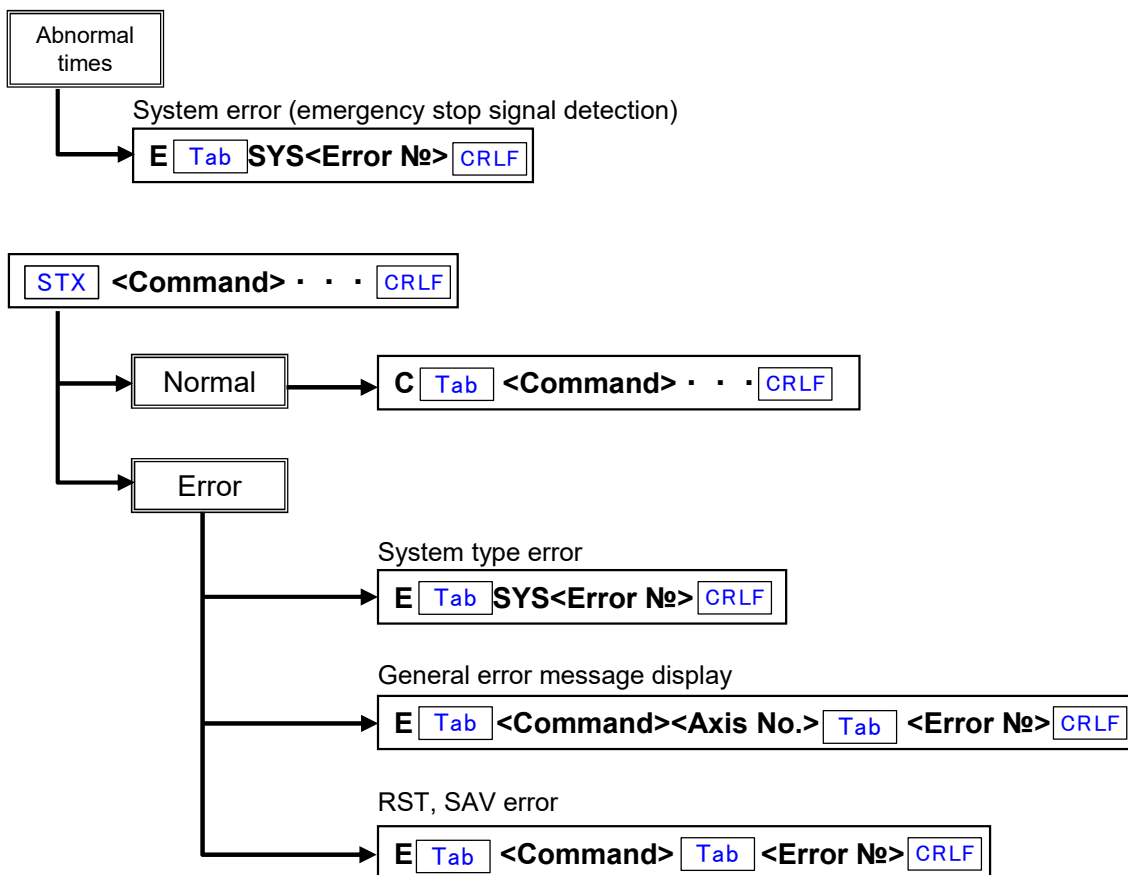 Abnormal
times
System error (emergency stop signal detection)
E Tab SYS<Error №> CRLF
STX <Command>・・・ CRLF
Normal
C Tab <Command>・・・ CRLF
Error
System type error
E Tab SYS<Error №> CRLF
General error message display
E Tab <Command><Axis No.> Tab <Error №> CRLF
RST, SAV error
E Tab <Command> Tab <Error №> CRLF